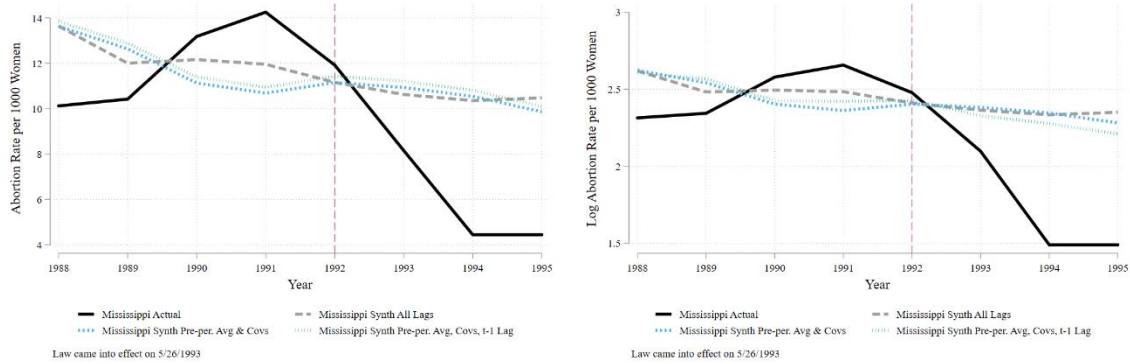 Abortion Rate per 1000 Women
14
12
10
8
6
4
1988 1989 1990 1991 1992 1993 1994 1995
Year
Mississippi Actual Mississippi Synth All Lags
Mississippi Synth Pre-per. Avg & Covs Mississippi Synth Pre-per. Avg, Covs, t-1 Lag
Law came into effect on 5/26/1993
Log Abortion Rate per 1000 Women
3
2.5
2
1.5
1988 1989 1990 1991 1992 1993 1994 1995
Year
Mississippi Actual Mississippi Synth All Lags
Mississippi Synth Pre-per. Avg & Covs Mississippi Synth Pre-per. Avg, Covs, t-1 Lag
Law came into effect on 5/26/1993